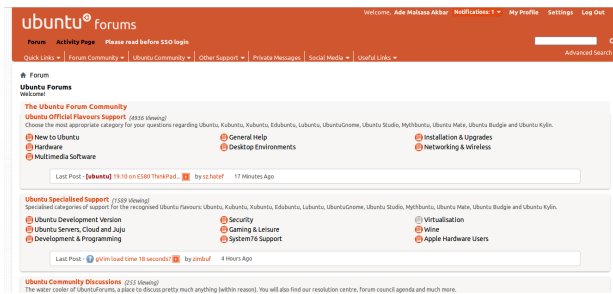 ubuntu® forums
Welcome, Ade Malsasa Akbar Notifications: 1 My Profile Settings Log Out
Forum Activity Page Please read before SSO login
Quick Links Forum Community Ubuntu Community Other Support Private Messages Social Media Useful Links
Advanced Search
Forum
Ubuntu Forums
Welcome!
The Ubuntu Forum Community
Ubuntu Official Flavours Support (4936 Viewing)
Choose the most appropriate category for your questions regarding Ubuntu, Kubuntu, Xubuntu, Edubuntu, Lubuntu, UbuntuGnome, Ubuntu Studio, Mythbuntu, Ubuntu Mate, Ubuntu Budgie and Ubuntu Kylin.
New to Ubuntu General Help Installation & Upgrades
Hardware Desktop Environments Networking & Wireless
Multimedia Software
Last Post - [ubuntu] 19.10 on E580 ThinkPad... by sz.hatef 17 Minutes Ago
Ubuntu Specialised Support (1589 Viewing)
Specialised categories of support for the recognised Ubuntu flavours: Ubuntu, Kubuntu, Xubuntu, Edubuntu, Lubuntu, UbuntuGnome, Ubuntu Studio, Mythbuntu, Ubuntu Mate, Ubuntu Budgie and Ubuntu Kylin.
Ubuntu Development Version Security Virtualisation
Ubuntu Servers, Cloud and Juju Gaming & Leisure Wine
Development & Programming System76 Support Apple Hardware Users
Last Post - gVim load time 18 seconds? by zimbuf 4 Hours Ago
Ubuntu Community Discussions (255 Viewing)
The water cooler of UbuntuForums, a place to discuss pretty much anything (within reason). You will also find our resolution centre, forum council agenda and much more.